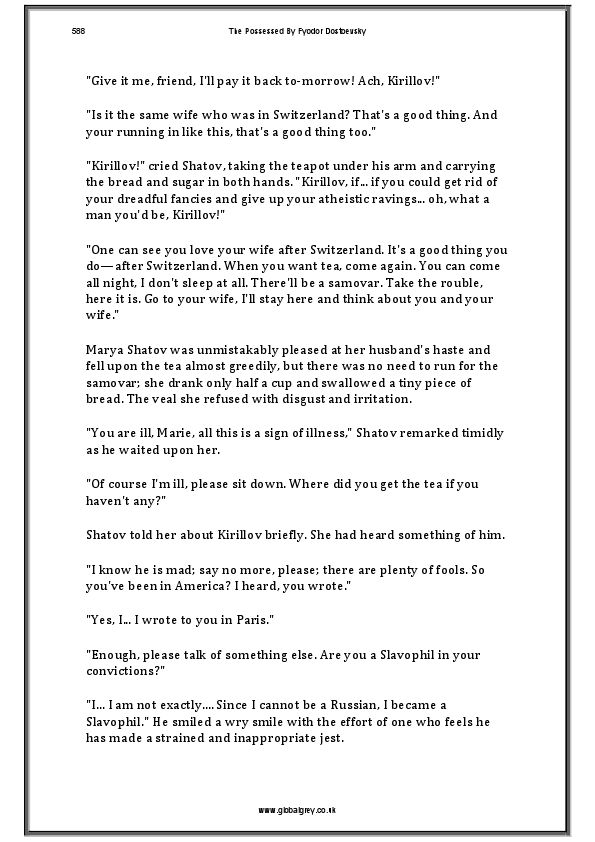 588
The Possessed By Fyodor Dostoevsky
"Give it me, friend, I'll pay it back to-morrow! Ach, Kirillov!"
"Is it the same wife who was in Switzerland? That's a good thing. And
your running in like this, that's a good thing too."
"Kirillov!" cried Shatov, taking the teapot under his arm and carrying
the bread and sugar in both hands. "Kirillov, if... if you could get rid of
your dreadful fancies and give up your atheistic ravings... oh, what a
man you'd be, Kirillov!"
"One can see you love your wife after Switzerland. It's a good thing you
do—after Switzerland. When you want tea, come again. You can come
all night, I don't sleep at all. There'll be a samovar. Take the rouble,
here it is. Go to your wife, I'll stay here and think about you and your
wife."
Marya Shatov was unmistakably pleased at her husband's haste and
fell upon the tea almost greedily, but there was no need to run for the
samovar; she drank only half a cup and swallowed a tiny piece of
bread. The veal she refused with disgust and irritation.
"You are ill, Marie, all this is a sign of illness," Shatov remarked timidly
as he waited upon her.
"Of course I'm ill, please sit down. Where did you get the tea if you
haven't any?"
Shatov told her about Kirillov briefly. She had heard something of him.
"I know he is mad; say no more, please; there are plenty of fools. So
you've been in America? I heard, you wrote."
"Yes, I... I wrote to you in Paris."
"Enough, please talk of something else. Are you a Slavophil in your
convictions?"
"I... I am not exactly.... Since I cannot be a Russian, I became a
Slavophil." He smiled a wry smile with the effort of one who feels he
has made a strained and inappropriate jest.
www.globalgrey.co.uk